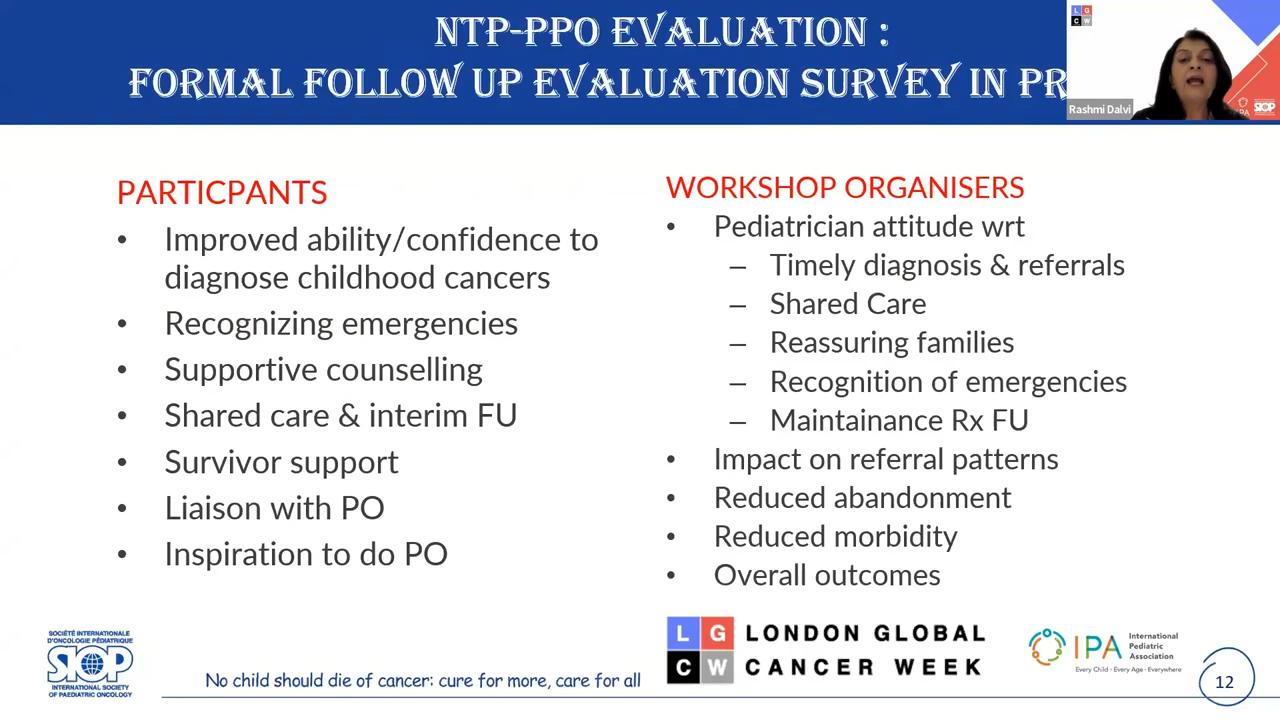 NTP-PPO EVALUATION :
FORMAL FOLLOW UP EVALUATION SURVEY IN PR
L G
C W
Rashmi Dalvi
PARTICPANTS
• Improved ability/confidence to
diagnose childhood cancers
• Recognizing emergencies
• Supportive counselling
• Shared care & interim FU
• Survivor support
• Liaison with PO
• Inspiration to do PO
WORKSHOP ORGANISERS
• Pediatrician attitude wrt
– Timely diagnosis & referrals
– Shared Care
– Reassuring families
– Recognition of emergencies
– Maintainance Rx FU
• Impact on referral patterns
• Reduced abandonment
• Reduced morbidity
• Overall outcomes
SOCIÉTÉ INTERNATIONALE
D'ONCOLOGIE PÉDIATRIQUE
SIOP
INTERNATIONAL SOCIETY
OF PAEDIATRIC ONCOLOGY
No child should die of cancer: cure for more, care for all
L G LONDON GLOBAL
C W CANCER WEEK
IPA
International
Pediatric
Association
Every Child - Every Age - Everywhere
12